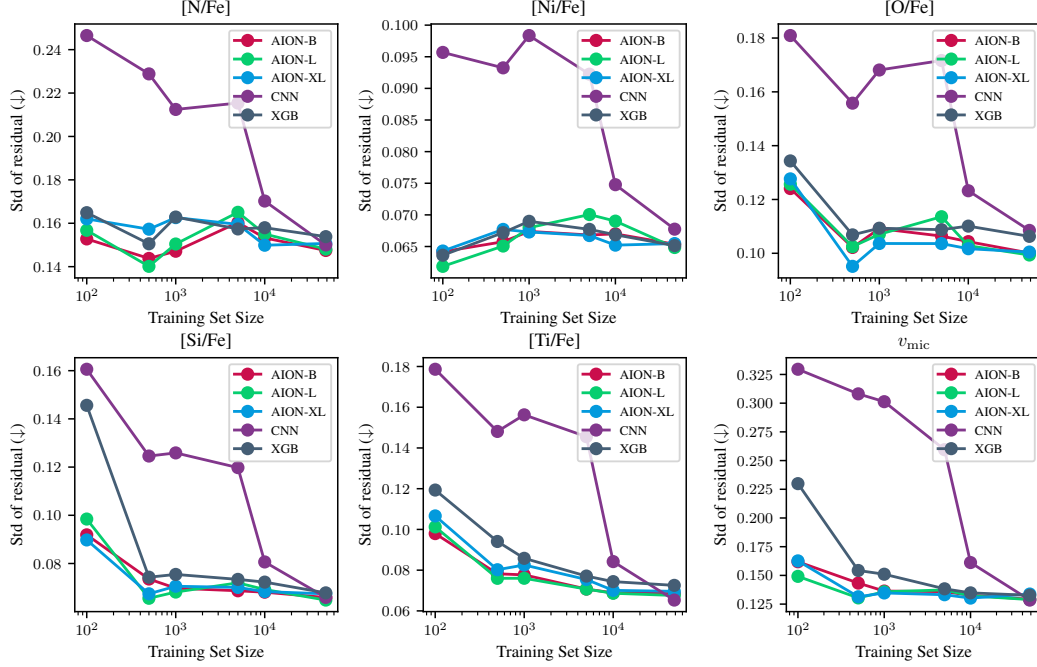 [N/Fe]
Std of residual (↓)
0.24
0.22
0.20
0.18
0.16
0.14
AION-B
AION-L
AION-XL
CNN
XGB
10²
10³
10⁴
Training Set Size
[Ni/Fe]
Std of residual (↓)
0.100
0.095
0.090
0.085
0.080
0.075
0.070
0.065
AION-B
AION-L
AION-XL
CNN
XGB
10²
10³
10⁴
Training Set Size
[O/Fe]
Std of residual (↓)
0.18
0.16
0.14
0.12
0.10
AION-B
AION-L
AION-XL
CNN
XGB
10²
10³
10⁴
Training Set Size
[Si/Fe]
Std of residual (↓)
0.16
0.14
0.12
0.10
0.08
AION-B
AION-L
AION-XL
CNN
XGB
10²
10³
10⁴
Training Set Size
[Ti/Fe]
Std of residual (↓)
0.18
0.16
0.14
0.12
0.10
0.08
0.06
AION-B
AION-L
AION-XL
CNN
XGB
10²
10³
10⁴
Training Set Size
v_mic
Std of residual (↓)
0.325
0.300
0.275
0.250
0.225
0.200
0.175
0.150
0.125
AION-B
AION-L
AION-XL
CNN
XGB
10²
10³
10⁴
Training Set Size